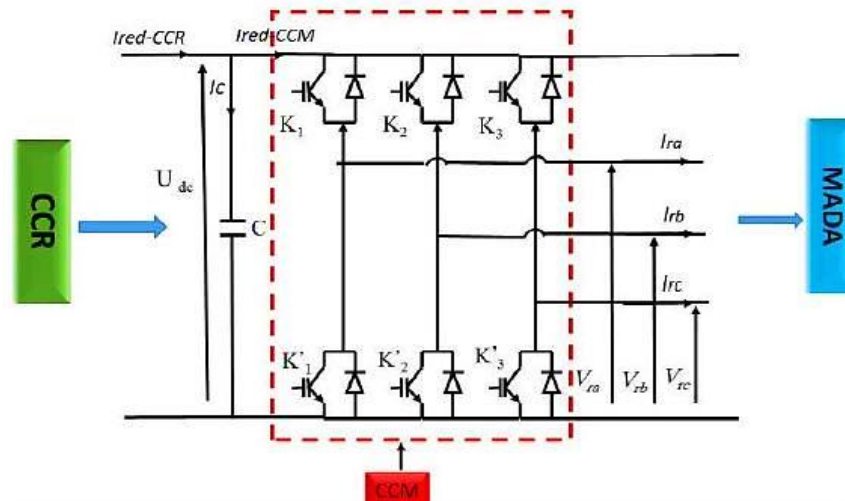 Ired-CCR
Ired-CCM
Ic
K₁
K₂
K₃
Ira
CCR
U dc
C
Irb
MADA
Irc
K'₁
K'₂
K'₃
Vra
Vrb
Vrc
CCM